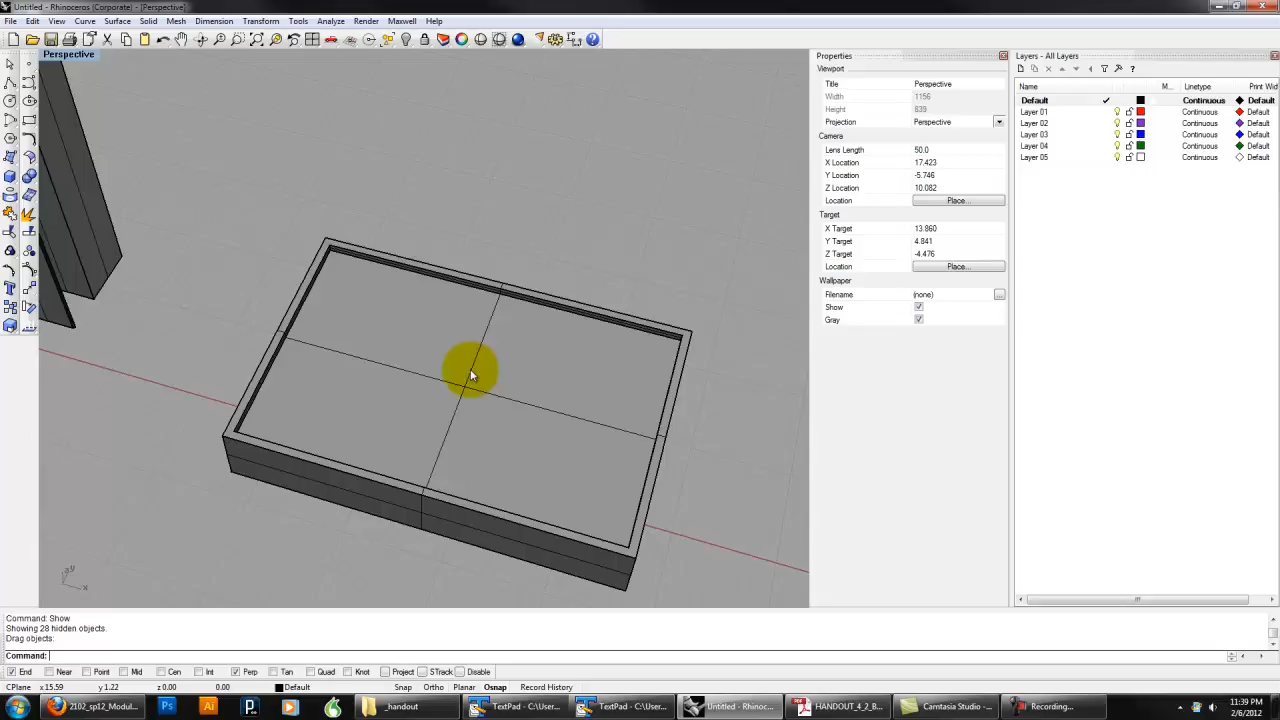 Untitled - Rhinoceros (Corporate) - [Perspective]
File Edit View Curve Surface Solid Mesh Dimension Transform Tools Analyze Render Maxwell Help
Perspective
Properties
Viewport
Title Perspective
Width 1156
Height 839
Projection Perspective
Camera
Lens Length 50.0
X Location 17.423
Y Location -5.746
Z Location 10.082
Location Place...
Target
X Target 13.860
Y Target 4.841
Z Target -4.476
Location Place...
Wallpaper
Filename (none) ...
Show
Gray
Layers - All Layers
Name M... Linetype Print Wid
Default Continuous Default
Layer 01 Continuous Default
Layer 02 Continuous Default
Layer 03 Continuous Default
Layer 04 Continuous Default
Layer 05 Continuous Default
y
x
Command: Show
Showing 28 hidden objects.
Drag objects:
Command:
End Near Point Mid Cen Int Perp Tan Quad Knot Project STrack Disable
CPlane x 15.59 y 1.22 z 0.00 0.00 Default Snap Ortho Planar Osnap Record History
2102_sp12_Modul... Ps Ai _handout TextPad - C:\User... TextPad - C:\User... Untitled - Rhinoc... HANDOUT_4_2_B... Camtasia Studio -... Recording...
11:39 PM
2/6/2012